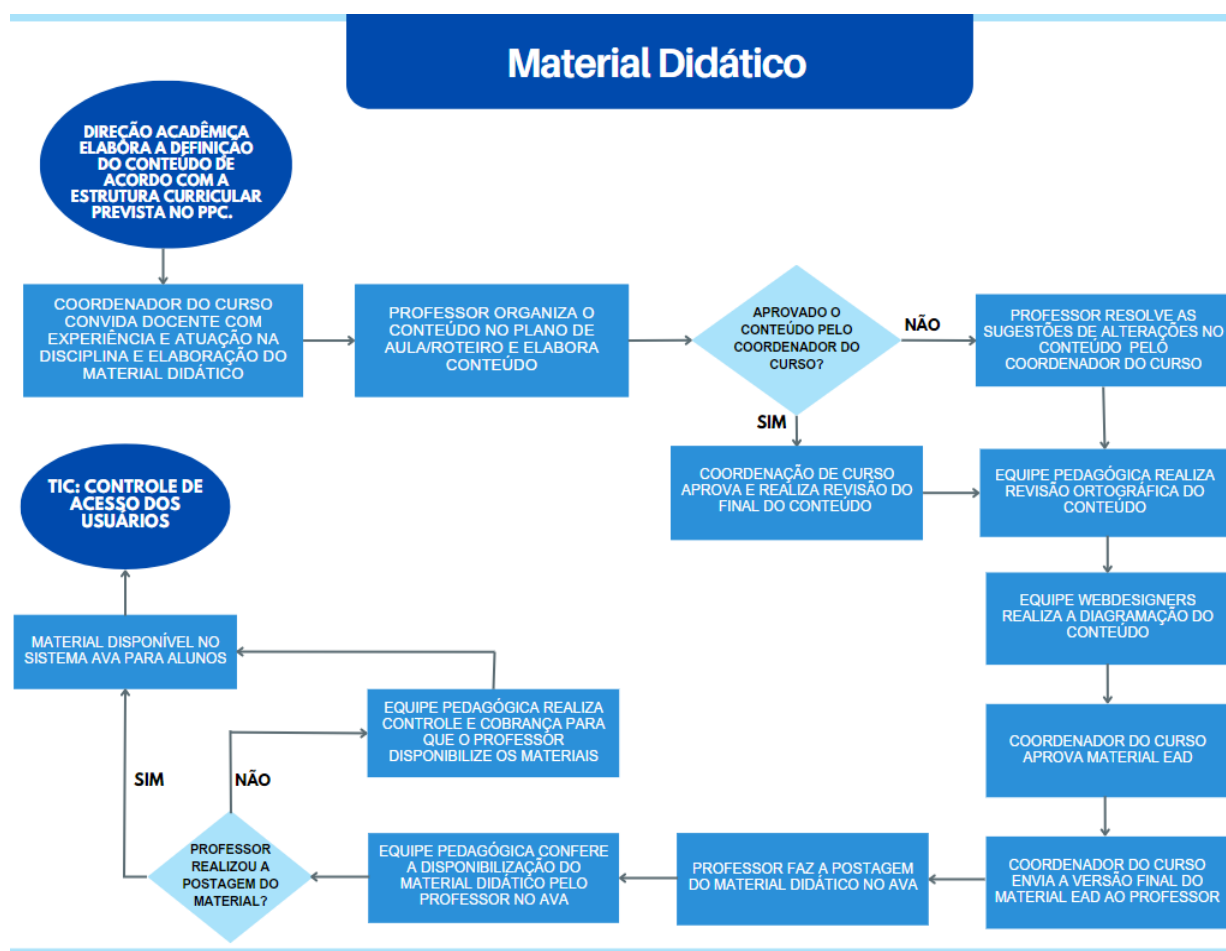 Material Didático
DIREÇÃO ACADÊMICA
ELABORA A DEFINIÇÃO
DO CONTEÚDO DE
ACORDO COM A
ESTRUTURA CURRICULAR
PREVISTA NO PPC.
COORDENADOR DO CURSO
CONVIDA DOCENTE COM
EXPERIÊNCIA E ATUAÇÃO NA
DISCIPLINA E ELABORAÇÃO DO
MATERIAL DIDÁTICO
PROFESSOR ORGANIZA O
CONTEÚDO NO PLANO DE
AULA/ROTEIRO E ELABORA
CONTEÚDO
APROVADO O
CONTEÚDO PELO
COORDENADOR DO
CURSO?
NÃO
PROFESSOR RESOLVE AS
SUGESTÕES DE ALTERAÇÕES NO
CONTEÚDO PELO
COORDENADOR DO CURSO
SIM
COORDENAÇÃO DE CURSO
APROVA E REALIZA REVISÃO DO
FINAL DO CONTEÚDO
EQUIPE PEDAGÓGICA REALIZA
REVISÃO ORTOGRÁFICA DO
CONTEÚDO
EQUIPE WEBDESIGNERS
REALIZA A DIAGRAMAÇÃO DO
CONTEÚDO
COORDENADOR DO CURSO
APROVA MATERIAL EAD
COORDENADOR DO CURSO
ENVIA A VERSÃO FINAL DO
MATERIAL EAD AO PROFESSOR
PROFESSOR FAZ A POSTAGEM
DO MATERIAL DIDÁTICO NO AVA
EQUIPE PEDAGÓGICA CONFERE
A DISPONIBILIZAÇÃO DO
MATERIAL DIDÁTICO PELO
PROFESSOR NO AVA
PROFESSOR
REALIZOU A
POSTAGEM DO
MATERIAL?
NÃO
EQUIPE PEDAGÓGICA REALIZA
CONTROLE E COBRANÇA PARA
QUE O PROFESSOR
DISPONIBILIZE OS MATERIAIS
SIM
MATERIAL DISPONÍVEL NO
SISTEMA AVA PARA ALUNOS
TIC: CONTROLE DE
ACESSO DOS
USUÁRIOS